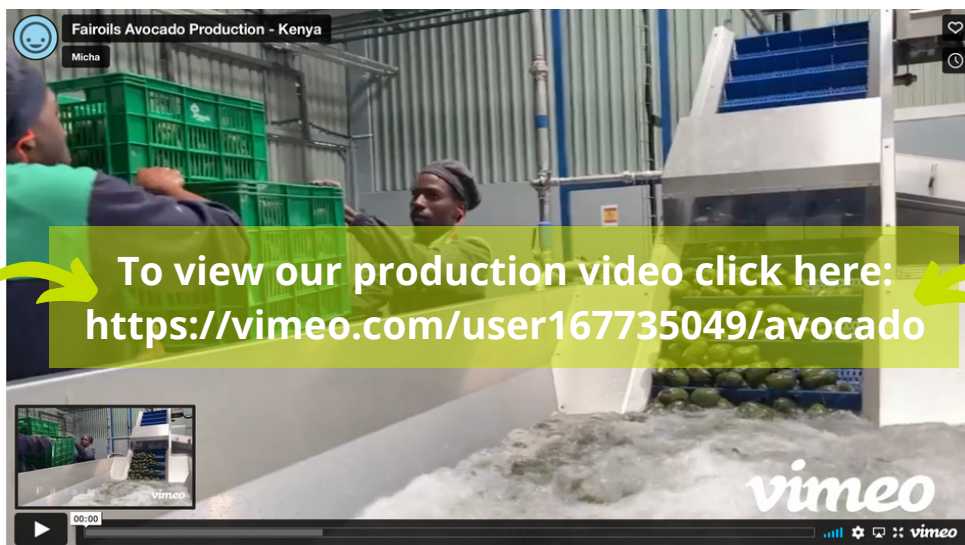 Fairoils Avocado Production - Kenya
Micha
To view our production video click here:
https://vimeo.com/user167735049/avocado
vimeo
vimeo
00:00
vimeo